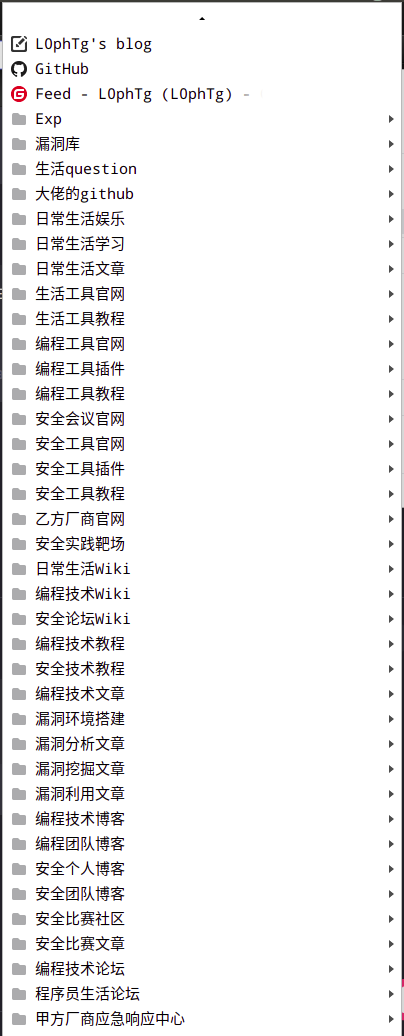 L0phTg's blog
GitHub
Feed - L0phTg (L0phTg) -
Exp
漏洞库
生活question
大佬的github
日常生活娱乐
日常生活学习
日常生活文章
生活工具官网
生活工具教程
编程工具官网
编程工具插件
编程工具教程
安全会议官网
安全工具官网
安全工具插件
安全工具教程
乙方厂商官网
安全实践靶场
日常生活Wiki
编程技术Wiki
安全论坛Wiki
编程技术教程
安全技术教程
编程技术文章
漏洞环境搭建
漏洞分析文章
漏洞挖掘文章
漏洞利用文章
编程技术博客
编程团队博客
安全个人博客
安全团队博客
安全比赛社区
安全比赛文章
编程技术论坛
程序员生活论坛
甲方厂商应急响应中心